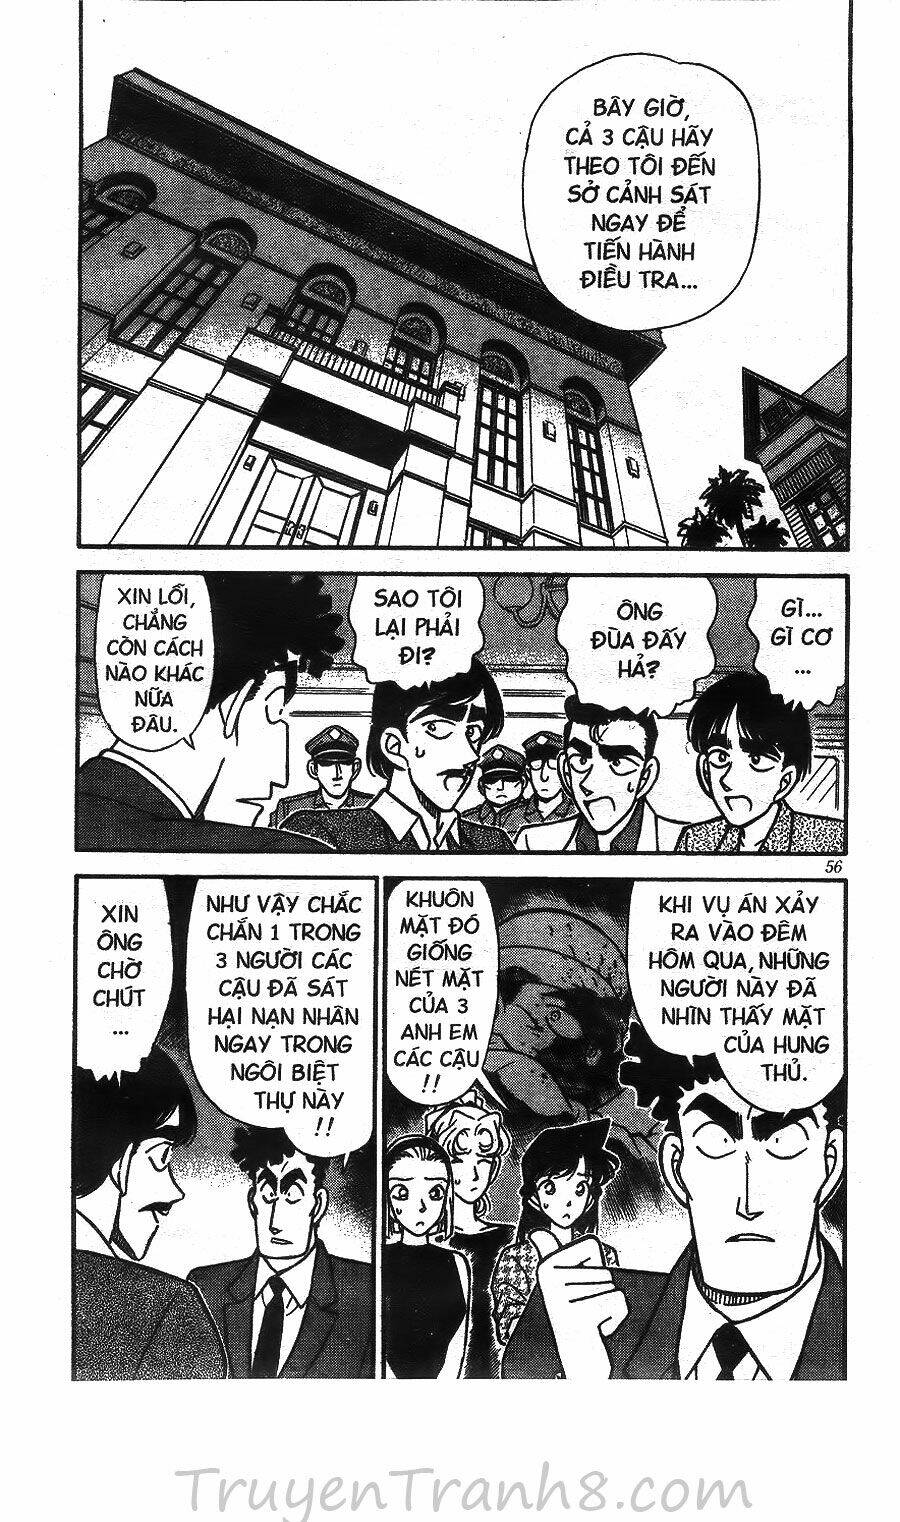 BÂY GIỜ,
CẢ 3 CẬU HÃY
THEO TÔI ĐẾN
SỞ CẢNH SÁT
NGAY ĐỂ
TIẾN HÀNH
ĐIỀU TRA...
GÌ...
GÌ CƠ
...
ÔNG
ĐÙA ĐẤY
HẢ?
SAO TÔI
LẠI PHẢI
ĐI?
XIN LỖI,
CHẲNG
CÒN CÁCH
NÀO KHÁC
NỮA
ĐÂU.
56
KHI VỤ ÁN XẢY
RA VÀO ĐÊM
HÔM QUA, NHỮNG
NGƯỜI NÀY ĐÃ
NHÌN THẤY MẶT
CỦA HUNG
THỦ.
KHUÔN
MẶT ĐÓ
GIỐNG
NÉT MẶT
CỦA 3
ANH EM
CÁC CẬU
!!
NHƯ VẬY CHẮC
CHẮN 1 TRONG
3 NGƯỜI CÁC
CẬU ĐÃ SÁT
HẠI NẠN NHÂN
NGAY TRONG
NGÔI BIỆT
THỰ NÀY
!!
XIN
ÔNG
CHỜ
CHÚT
...
TruyenTranh8.com